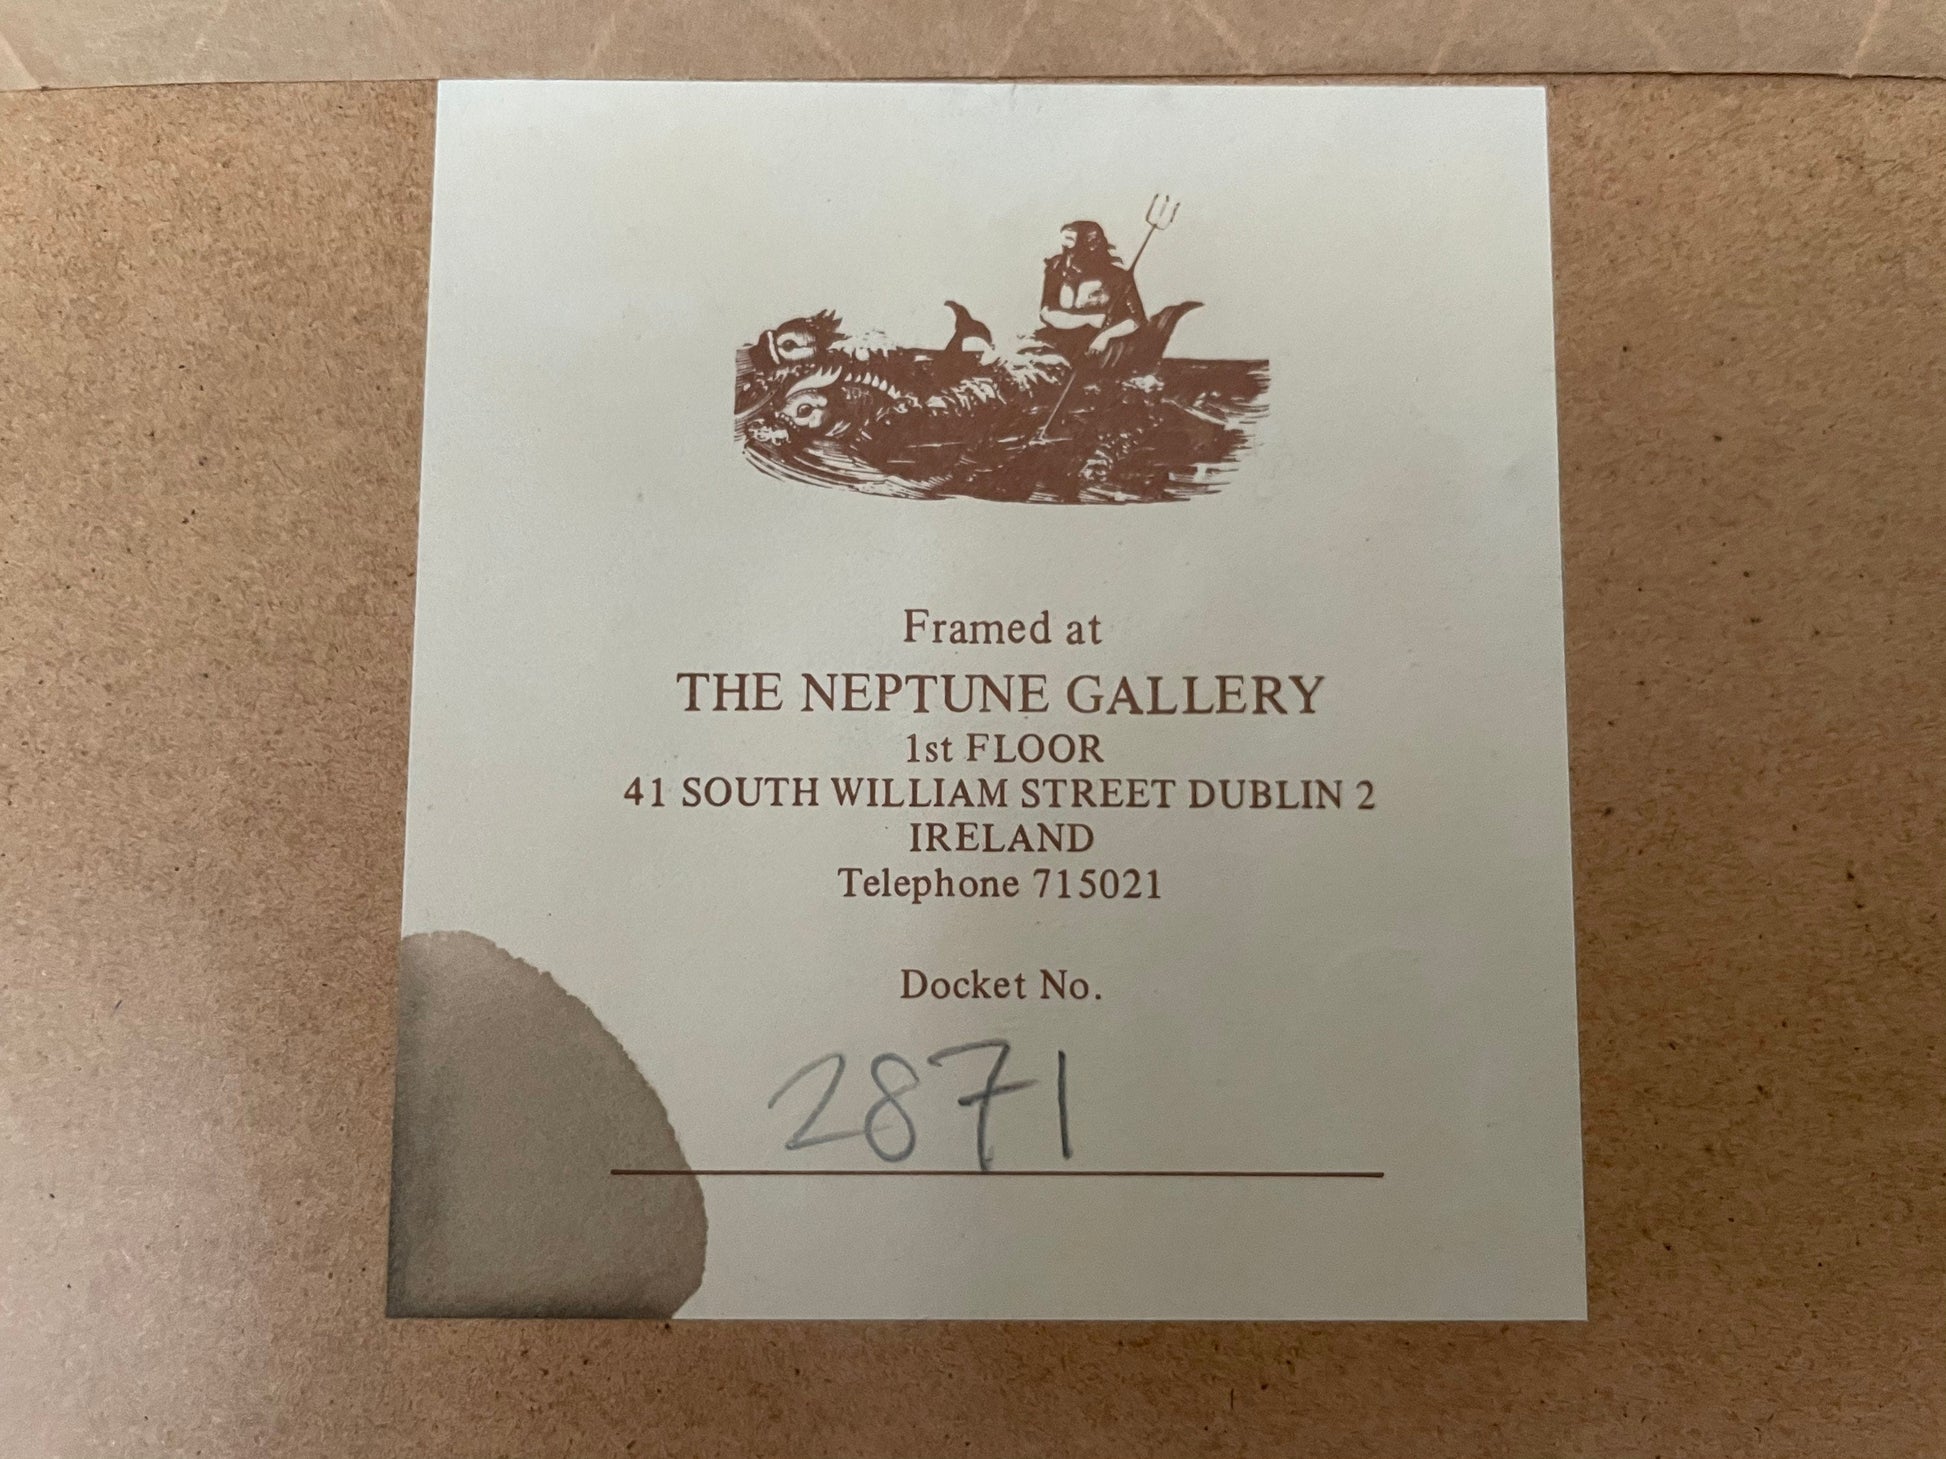 Framed at
THE NEPTUNE GALLERY
1st FLOOR
41 SOUTH WILLIAM STREET DUBLIN 2
IRELAND
Telephone 715021
Docket No.
2871